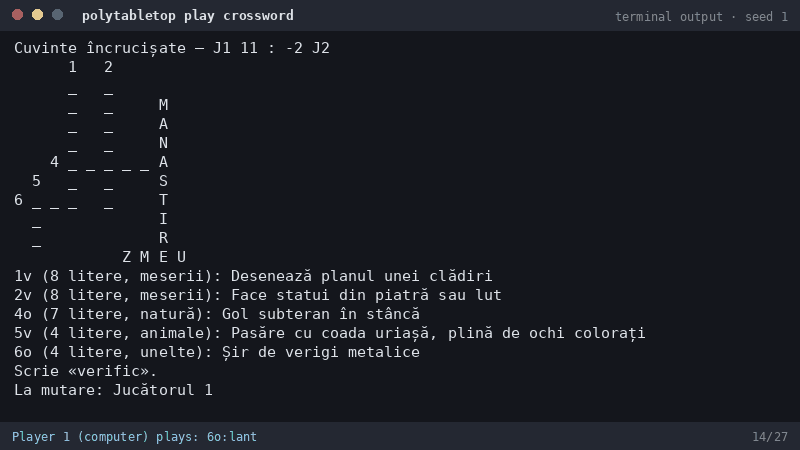 polytabletop play crossword
terminal output · seed 1
Cuvinte încrucișate — J1 11 : -2 J2
1 2
_ _
_ _ M
_ _ A
_ _ N
4 _ _ _ _ _ A
5 _ _ S
6 _ _ _ _ T
_ I
_ R
Z M E U
1v (8 litere, meserii): Desenează planul unei clădiri
2v (8 litere, meserii): Face statui din piatră sau lut
4o (7 litere, natură): Gol subteran în stâncă
5v (4 litere, animale): Pasăre cu coada uriașă, plină de ochi colorați
6o (4 litere, unelte): Șir de verigi metalice
Scrie «verific».
La mutare: Jucătorul 1
Player 1 (computer) plays: 6o:lant
14/27